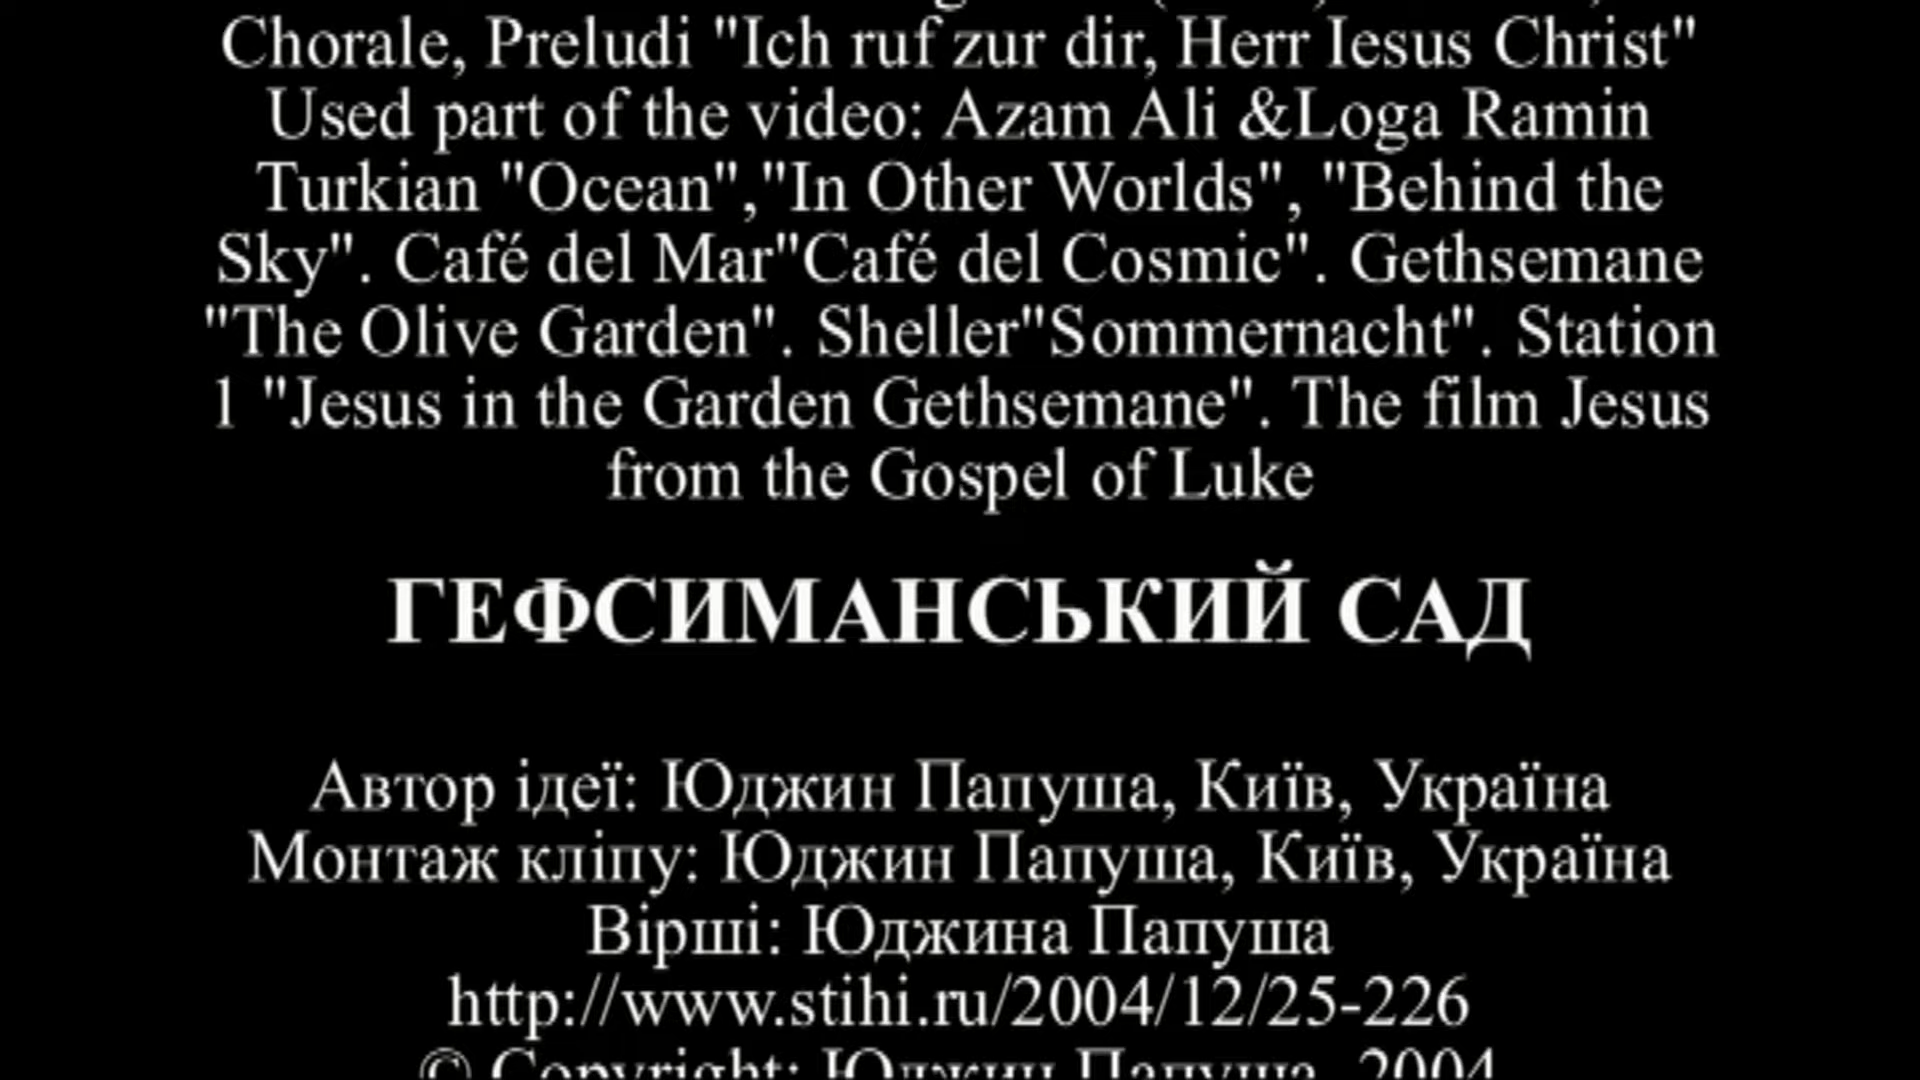 Chorale, Preludi "Ich ruf zur dir, Herr Iesus Christ"
Used part of the video: Azam Ali &Loga Ramin
Turkian "Ocean","In Other Worlds", "Behind the
Sky". Café del Mar"Café del Cosmic". Gethsemane
"The Olive Garden". Sheller"Sommernacht". Station
1 "Jesus in the Garden Gethsemane". The film Jesus
from the Gospel of Luke
ГЕФСИМАНСЬКИЙ САД
Автор ідеї: Юджин Папуша, Київ, Україна
Монтаж кліпу: Юджин Папуша, Київ, Україна
Вірші: Юджина Папуша
http://www.stihi.ru/2004/12/25-226
© Copyright: Юджин Папуша, 2004